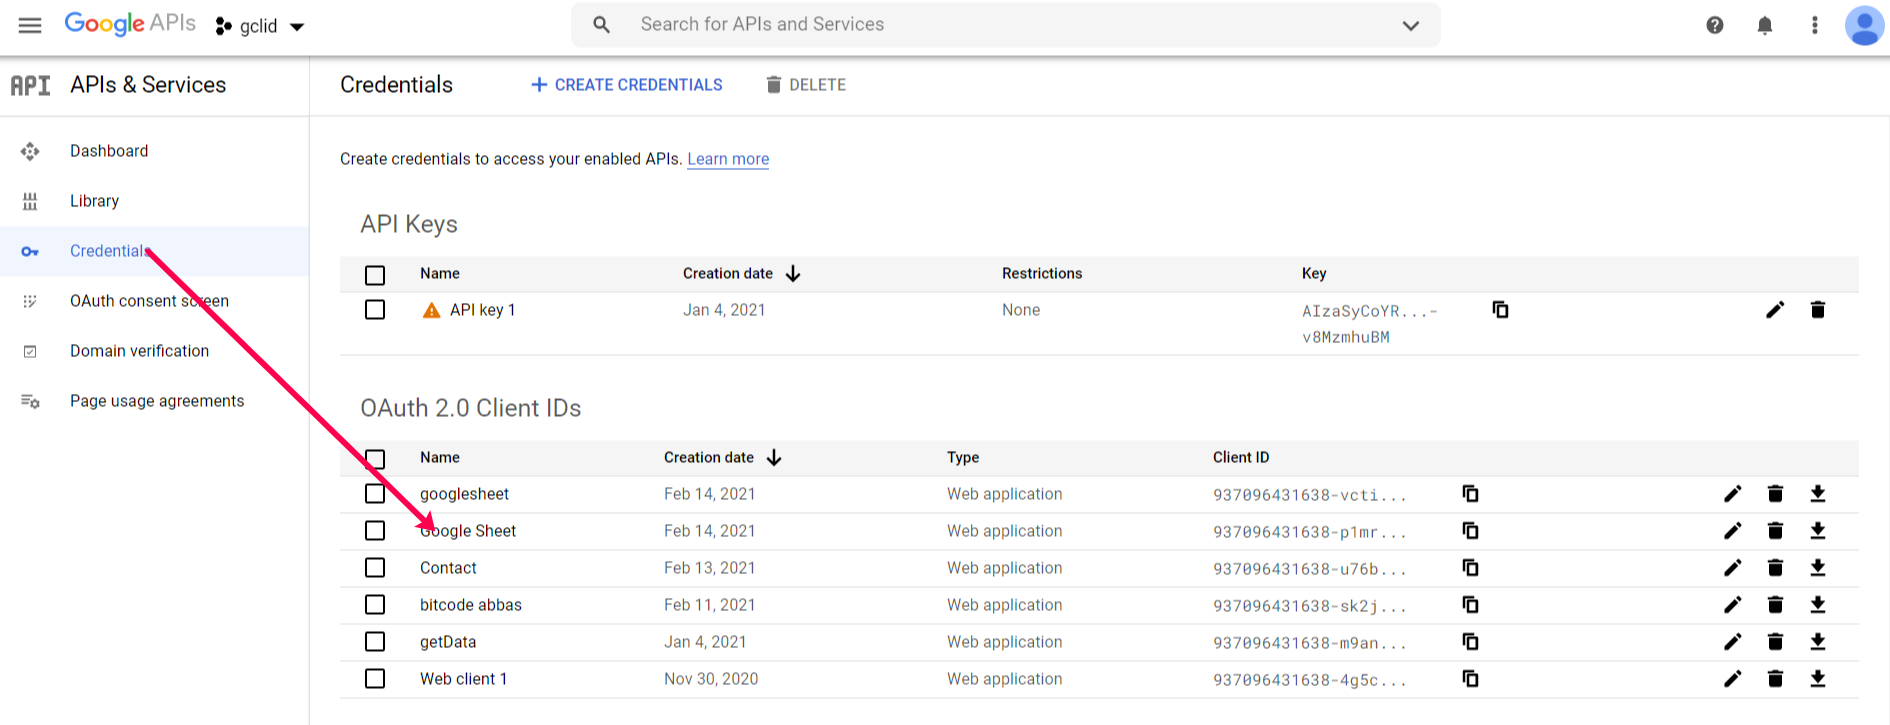 Google APIs gclid Search for APIs and Services
API APIs & Services Credentials CREATE CREDENTIALS DELETE
Dashboard
Library
Credentials
OAuth consent screen
Domain verification
Page usage agreements
Create credentials to access your enabled APIs. Learn more
API Keys
Name Creation date Restrictions Key
API key 1 Jan 4, 2021 None AIzaSyCoYR...-
v8MzmhuBM
OAuth 2.0 Client IDs
Name Creation date Type Client ID
googlesheet Feb 14, 2021 Web application 937096431638-vcti...
Google Sheet Feb 14, 2021 Web application 937096431638-p1mr...
Contact Feb 13, 2021 Web application 937096431638-u76b...
bitcode abbas Feb 11, 2021 Web application 937096431638-sk2j...
getData Jan 4, 2021 Web application 937096431638-m9an...
Web client 1 Nov 30, 2020 Web application 937096431638-4g5c...